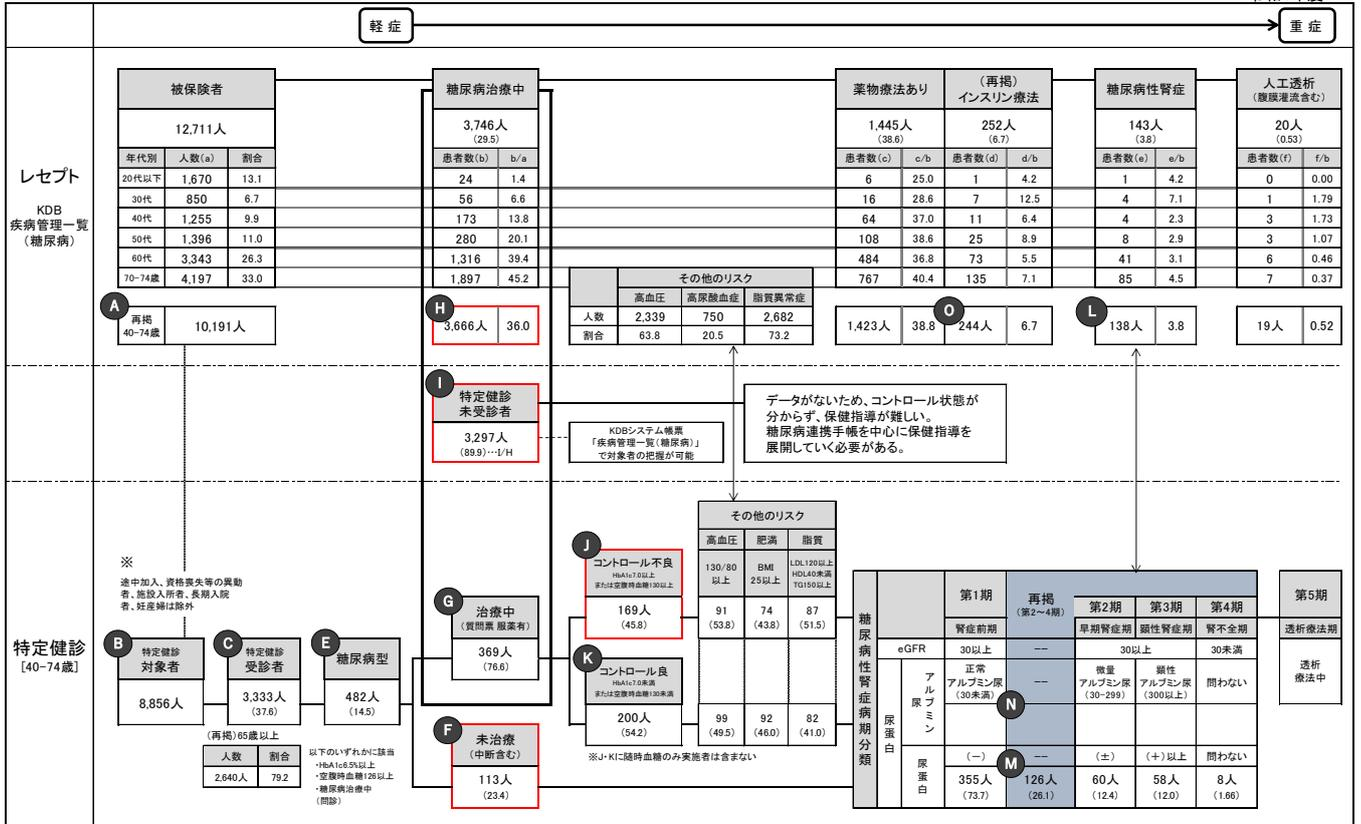 軽症
重症
レセプト
KDB
疾病管理一覧
（糖尿病）
被保険者
12,711人
年代別 人数(a) 割合
20代以下 1,670 13.1
30代 850 6.7
40代 1,255 9.9
50代 1,396 11.0
60代 3,343 26.3
70-74歳 4,197 33.0
A
再掲
40-74歳
10,191人
糖尿病治療中
3,746人
(29.5)
患者数(b) b/a
24 1.4
56 6.6
173 13.8
280 20.1
1,316 39.4
1,897 45.2
H
3,666人 36.0
その他のリスク
高血圧 高尿酸血症 脂質異常症
人数 2,339 750 2,682
割合 63.8 20.5 73.2
薬物療法あり
1,445人
(38.6)
患者数(c) c/b
6 25.0
16 28.6
64 37.0
108 38.6
484 36.8
767 40.4
1,423人 38.8
（再掲）
インスリン療法
252人
(6.7)
患者数(d) d/b
1 4.2
7 12.5
11 6.4
25 8.9
73 5.5
135 7.1
O
244人 6.7
糖尿病性腎症
143人
(3.8)
患者数(e) e/b
1 4.2
4 7.1
4 2.3
8 2.9
41 3.1
85 4.5
L
138人 3.8
人工透析
（腹膜灌流含む）
20人
(0.53)
患者数(f) f/b
0 0.00
1 1.79
3 1.73
3 1.07
6 0.46
7 0.37
19人 0.52
I
特定健診
未受診者
3,297人
(89.9)…I/H
KDBシステム帳票
「疾病管理一覧（糖尿病）」
で対象者の把握が可能
データがないため、コントロール状態が
分からず、保健指導が難しい。
糖尿病連携手帳を中心に保健指導を
展開していく必要がある。
特定健診
[40-74歳]
※
途中加入、資格喪失等の異動
者、施設入所者、長期入院
者、妊産婦は除外
B
特定健診
対象者
8,856人
C
特定健診
受診者
3,333人
(37.6)
（再掲）65歳以上
人数 割合
2,640人 79.2
E
糖尿病型
482人
(14.5)
以下のいずれかに該当
・HbA1c6.5%以上
・空腹時血糖126以上
・糖尿病治療中
（問診）
G
治療中
（質問票 服薬有）
369人
(76.6)
F
未治療
（中断含む）
113人
(23.4)
J
コントロール不良
HbA1c7.0以上
または空腹時血糖130以上
169人
(45.8)
K
コントロール良
HbA1c7.0未満
または空腹時血糖130未満
200人
(54.2)
※J・Kに随時血糖のみ実施者は含まない
その他のリスク
高血圧 肥満 脂質
130/80
以上
BMI
25以上
LDL120以上
HDL40未満
TG150以上
91 74 87
(53.8) (43.8) (51.5)
99 92 82
(49.5) (46.0) (41.0)
糖尿病性腎症病期分類
第1期
腎症前期
再掲
（第2～4期）
第2期 第3期 第4期
早期腎症期 顕性腎症期 腎不全期
eGFR 30以上 -- 30以上 30未満
尿蛋白
尿アルブミン
正常
アルブミン尿
(30未満)
--
微量
アルブミン尿
(30-299)
顕性
アルブミン尿
(300以上)
問わない
N
尿蛋白
(－) -- (±) (＋)以上 問わない
M
355人 126人 60人 58人 8人
(73.7) (26.1) (12.4) (12.0) (1.66)
第5期
透析療法期
透析
療法中